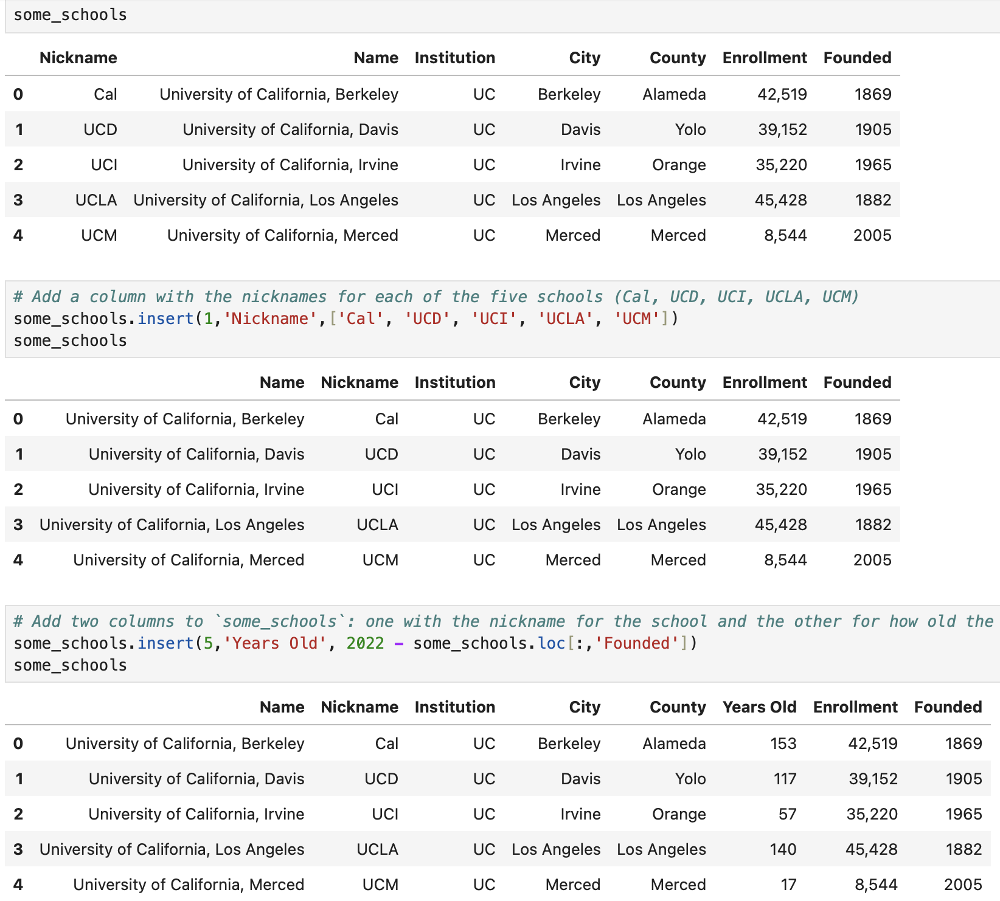 some_schools
Nickname Name Institution City County Enrollment Founded
0 Cal University of California, Berkeley UC Berkeley Alameda 42,519 1869
1 UCD University of California, Davis UC Davis Yolo 39,152 1905
2 UCI University of California, Irvine UC Irvine Orange 35,220 1965
3 UCLA University of California, Los Angeles UC Los Angeles Los Angeles 45,428 1882
4 UCM University of California, Merced UC Merced Merced 8,544 2005
# Add a column with the nicknames for each of the five schools (Cal, UCD, UCI, UCLA, UCM)
some_schools.insert(1,'Nickname',['Cal', 'UCD', 'UCI', 'UCLA', 'UCM'])
some_schools
Name Nickname Institution City County Enrollment Founded
0 University of California, Berkeley Cal UC Berkeley Alameda 42,519 1869
1 University of California, Davis UCD UC Davis Yolo 39,152 1905
2 University of California, Irvine UCI UC Irvine Orange 35,220 1965
3 University of California, Los Angeles UCLA UC Los Angeles Los Angeles 45,428 1882
4 University of California, Merced UCM UC Merced Merced 8,544 2005
# Add two columns to `some_schools`: one with the nickname for the school and the other for how old the
some_schools.insert(5,'Years Old', 2022 - some_schools.loc[:,'Founded'])
some_schools
Name Nickname Institution City County Years Old Enrollment Founded
0 University of California, Berkeley Cal UC Berkeley Alameda 153 42,519 1869
1 University of California, Davis UCD UC Davis Yolo 117 39,152 1905
2 University of California, Irvine UCI UC Irvine Orange 57 35,220 1965
3 University of California, Los Angeles UCLA UC Los Angeles Los Angeles 140 45,428 1882
4 University of California, Merced UCM UC Merced Merced 17 8,544 2005